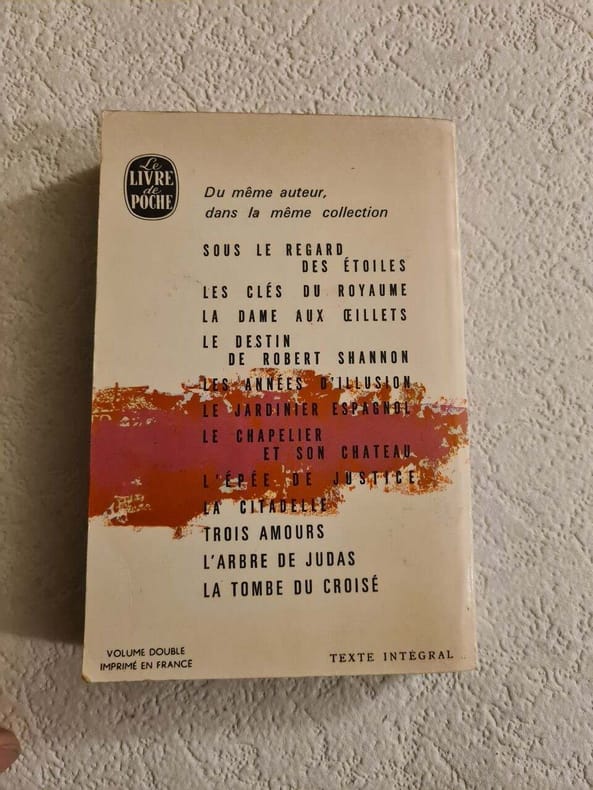 Le
LIVRE
de
POCHE
Du même auteur,
dans la même collection
SOUS LE REGARD
DES ÉTOILES
LES CLÉS DU ROYAUME
LA DAME AUX ŒILLETS
LE DESTIN
DE ROBERT SHANNON
LES ANNÉES D'ILLUSION
LE JARDINIER ESPAGNOL
LE CHAPELIER
ET SON CHATEAU
L'ÉPÉE DE JUSTICE
LA CITADELLE
TROIS AMOURS
L'ARBRE DE JUDAS
LA TOMBE DU CROISÉ
VOLUME DOUBLE
IMPRIMÉ EN FRANCE
TEXTE INTÉGRAL